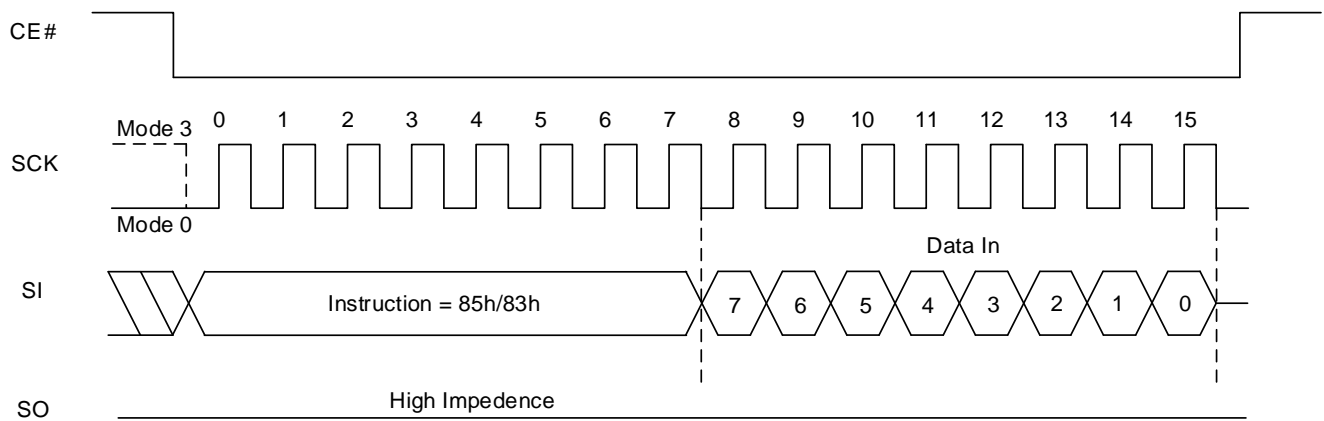 CE#
Mode 3 0 1 2 3 4 5 6 7 8 9 10 11 12 13 14 15
SCK
Mode 0
Data In
SI
Instruction = 85h/83h 7 6 5 4 3 2 1 0
High Impedence
SO